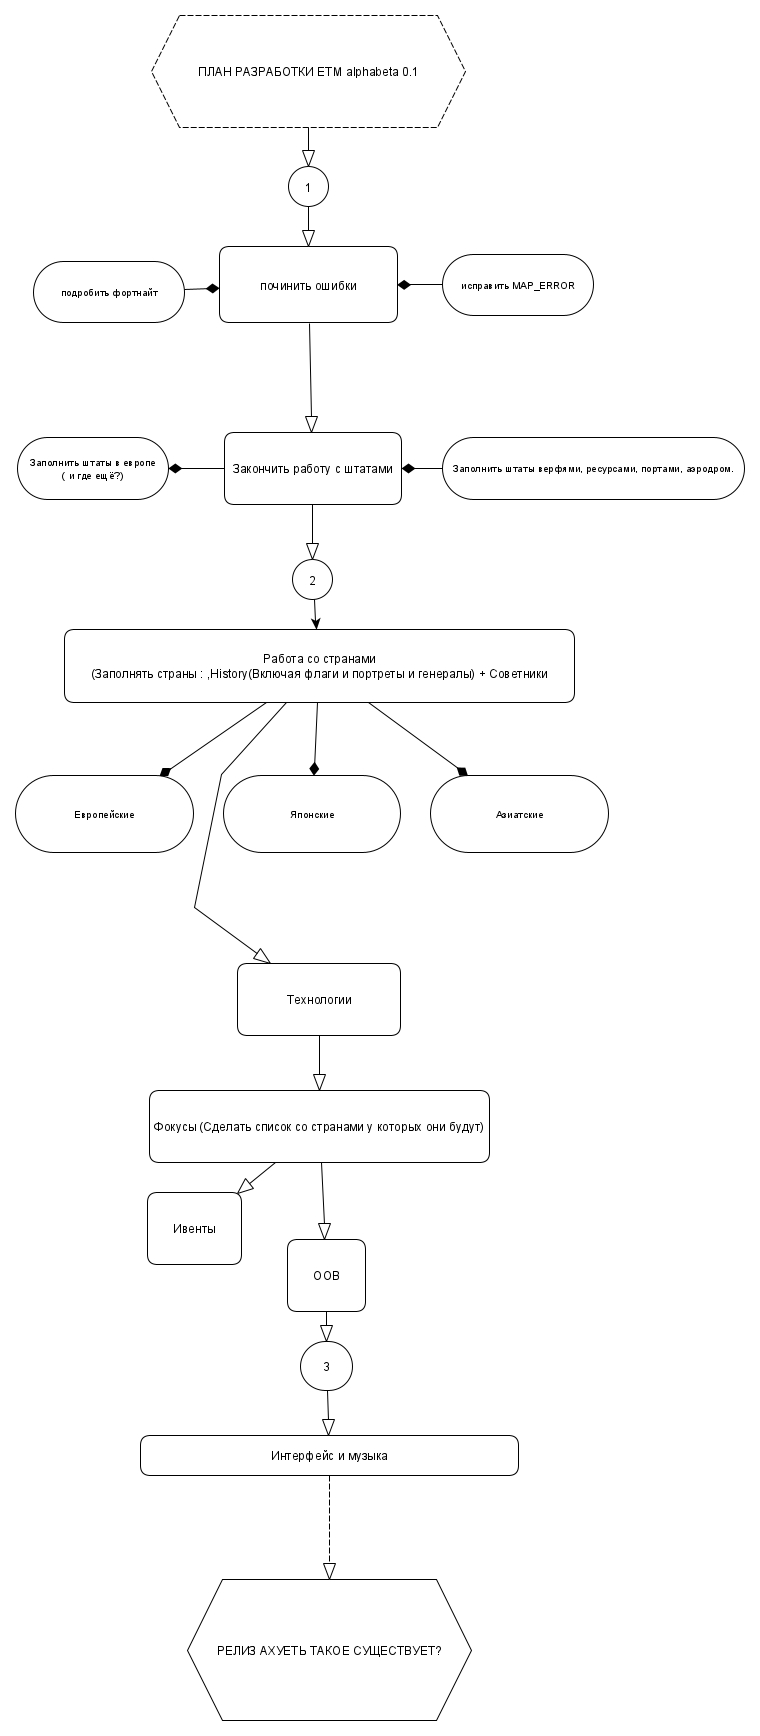 ПЛАН РАЗРАБОТКИ ETM alphabeta 0.1
1
починить ошибки
подробить фортнайт
исправить MAP_ERROR
Закончить работу с штатами
Заполнить штаты в европе
( и где ещё?)
Заполнить штаты верфями, ресурсами, портами, аэродром.
2
Работа со странами
(Заполнять страны : ,History(Включая флаги и портреты и генералы) + Советники
Европейские
Японские
Азиатские
Технологии
Фокусы (Сделать список со странами у которых они будут)
Ивенты
OOB
3
Интерфейс и музыка
РЕЛИЗ АХУЕТЬ ТАКОЕ СУЩЕСТВУЕТ?